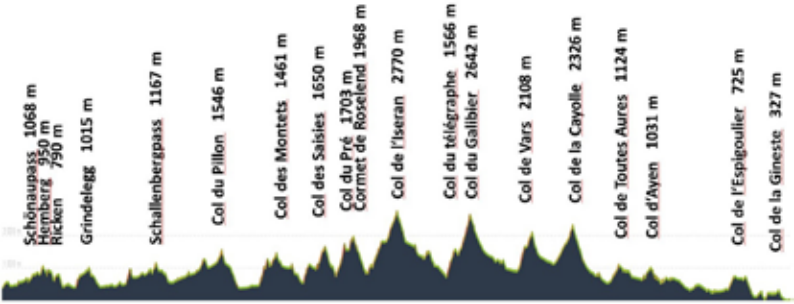 Schönaupass 1068 m
Hemberg 950 m
Ricken 790 m
Grindelegg 1015 m
Schallenbergpass 1167 m
Col du Pillon 1546 m
Col des Montets 1461 m
Col des Saisies 1650 m
Col du Pré 1703 m
Cormet de Roselend 1968 m
Col de l'Iseran 2770 m
Col du télégraphe 1566 m
Col du Galibier 2642 m
Col de Vars 2108 m
Col de la Cayolle 2326 m
Col de Toutes Aures 1124 m
Col d'Ayen 1031 m
Col de l'Espigoulier 725 m
Col de la Gineste 327 m